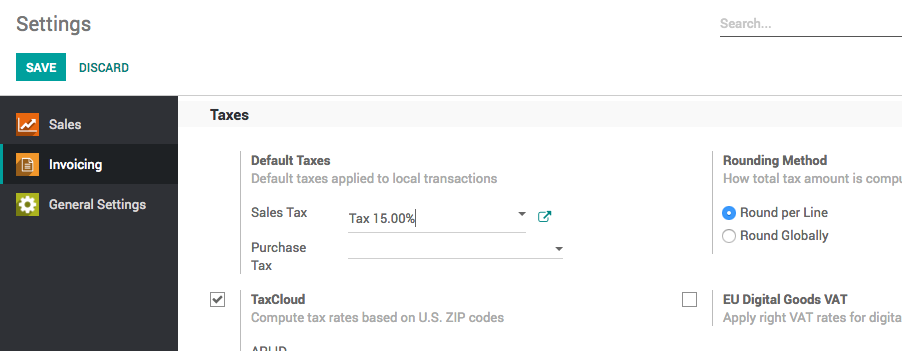 Settings
Search...
SAVE DISCARD
Sales
Invoicing
General Settings
Taxes
Default Taxes
Default taxes applied to local transactions
Sales Tax Tax 15.00%
Purchase
Tax
Rounding Method
How total tax amount is compu
Round per Line
Round Globally
TaxCloud
Compute tax rates based on U.S. ZIP codes
EU Digital Goods VAT
Apply right VAT rates for digita